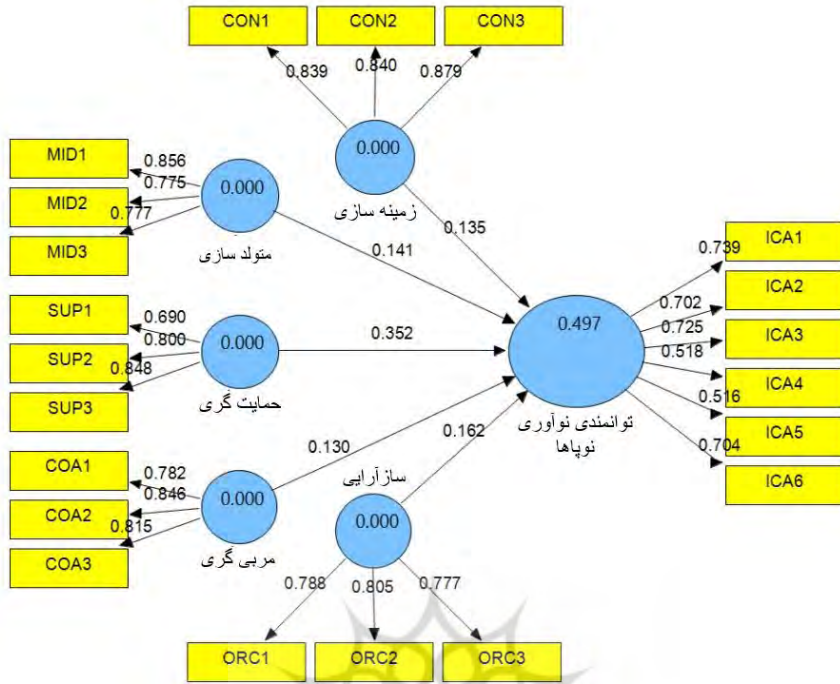 CON1 CON2 CON3
0.839 0.840 0.879
0.000
زمینه سازی
0.135
MID1
MID2
MID3
0.856
0.775
0.777
0.000
متولد سازی
0.141
SUP1
SUP2
SUP3
0.690
0.800
0.848
0.000
حمایت گری
0.352
COA1
COA2
COA3
0.782
0.846
0.815
0.000
مربی گری
0.130
سازآرایی
0.162
0.000
0.788 0.805 0.777
ORC1 ORC2 ORC3
0.497
توانمندی نوآوری
نوپاها
0.739
0.702
0.725
0.518
0.516
0.704
ICA1
ICA2
ICA3
ICA4
ICA5
ICA6